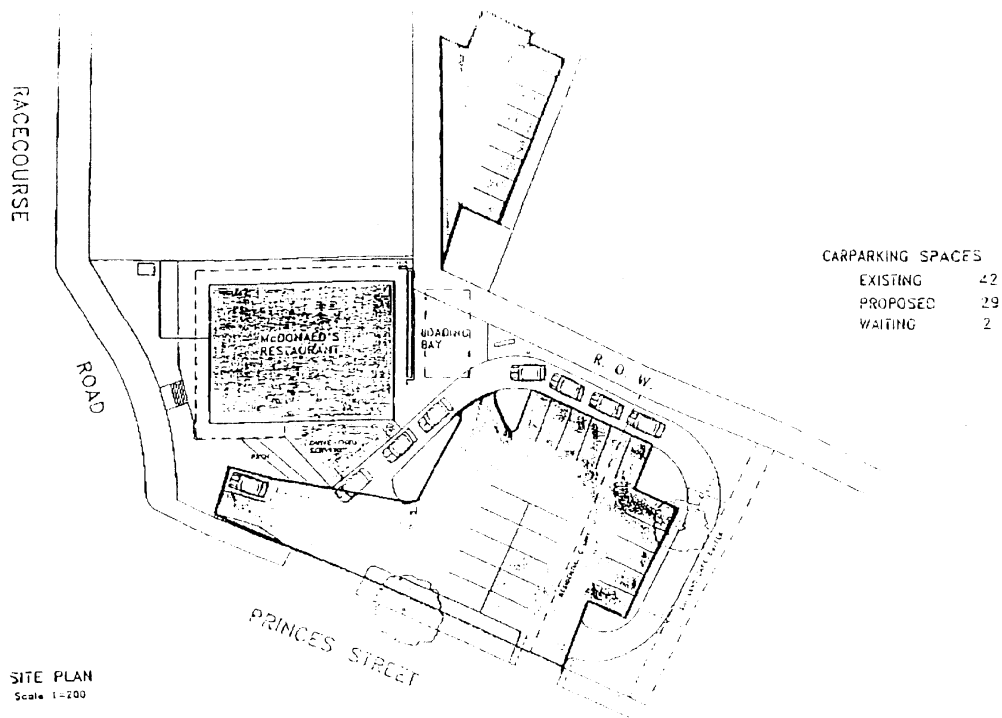 RACECOURSE
ROAD
McDONALD'S
RESTAURANT
LOADING
BAY
R.O.W
CARPARKING SPACES
EXISTING 42
PROPOSED 29
WAITING 2
PRINCES STREET
SITE PLAN
Scale 1=200